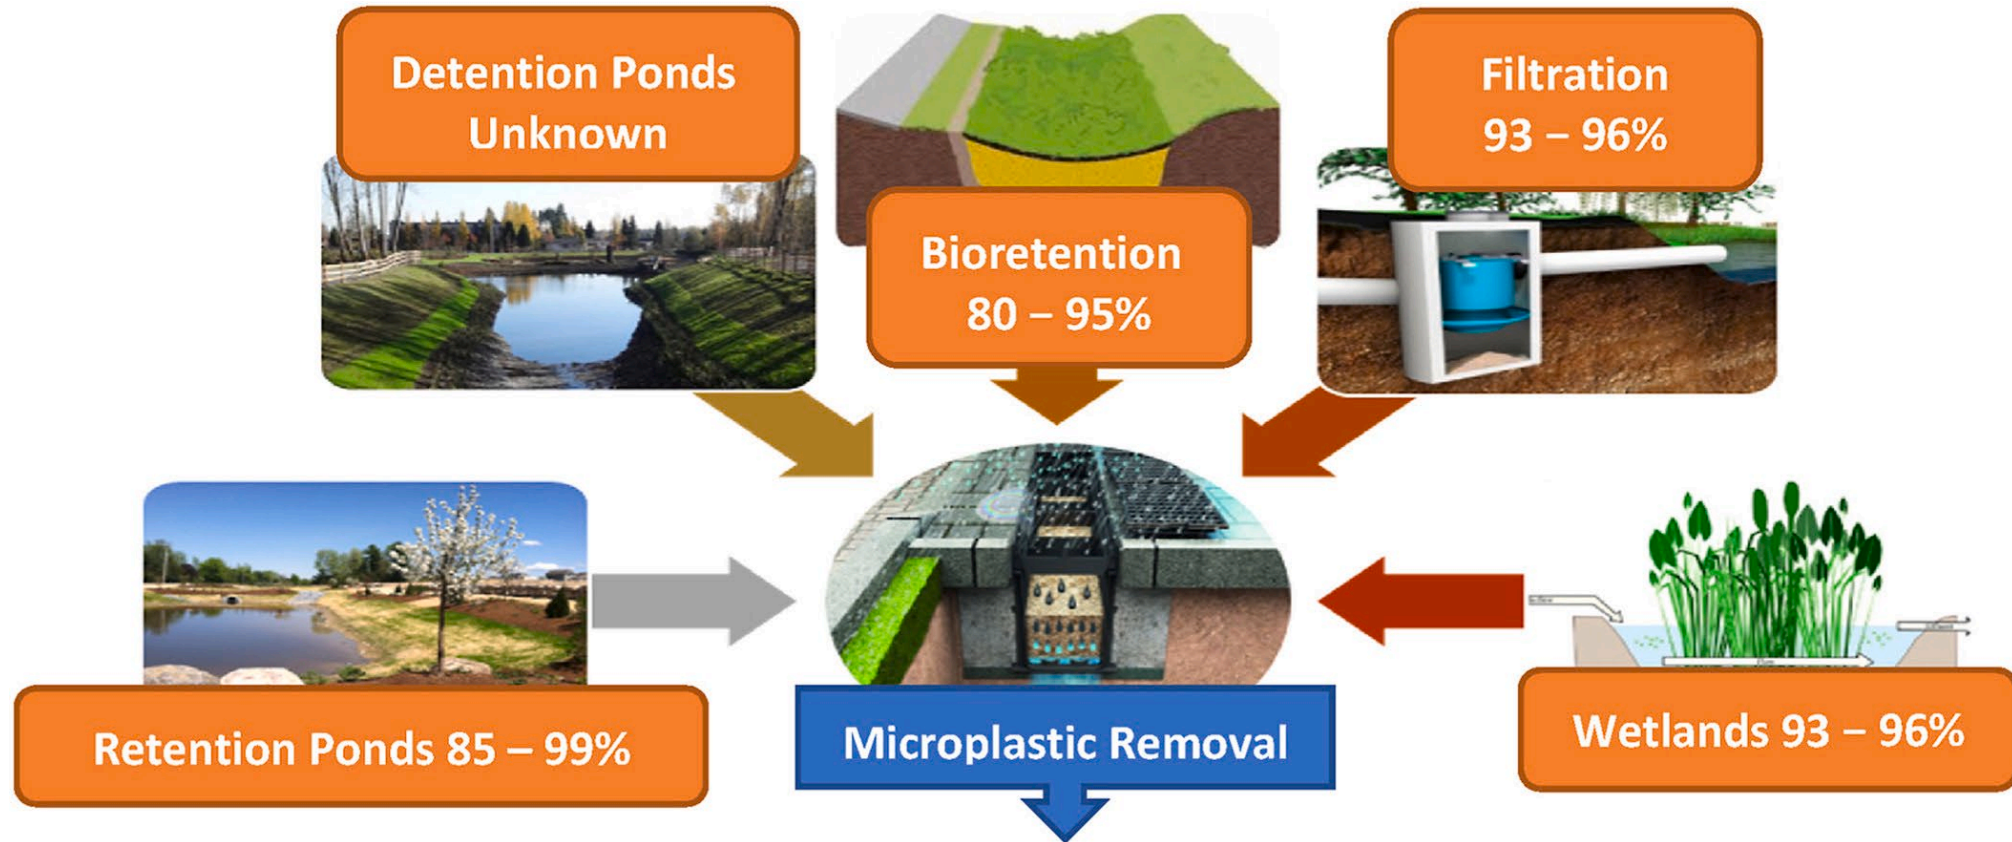 Detention Ponds
Unknown
Bioretention
80 – 95%
Filtration
93 – 96%
Retention Ponds 85 – 99%
Microplastic Removal
Wetlands 93 – 96%